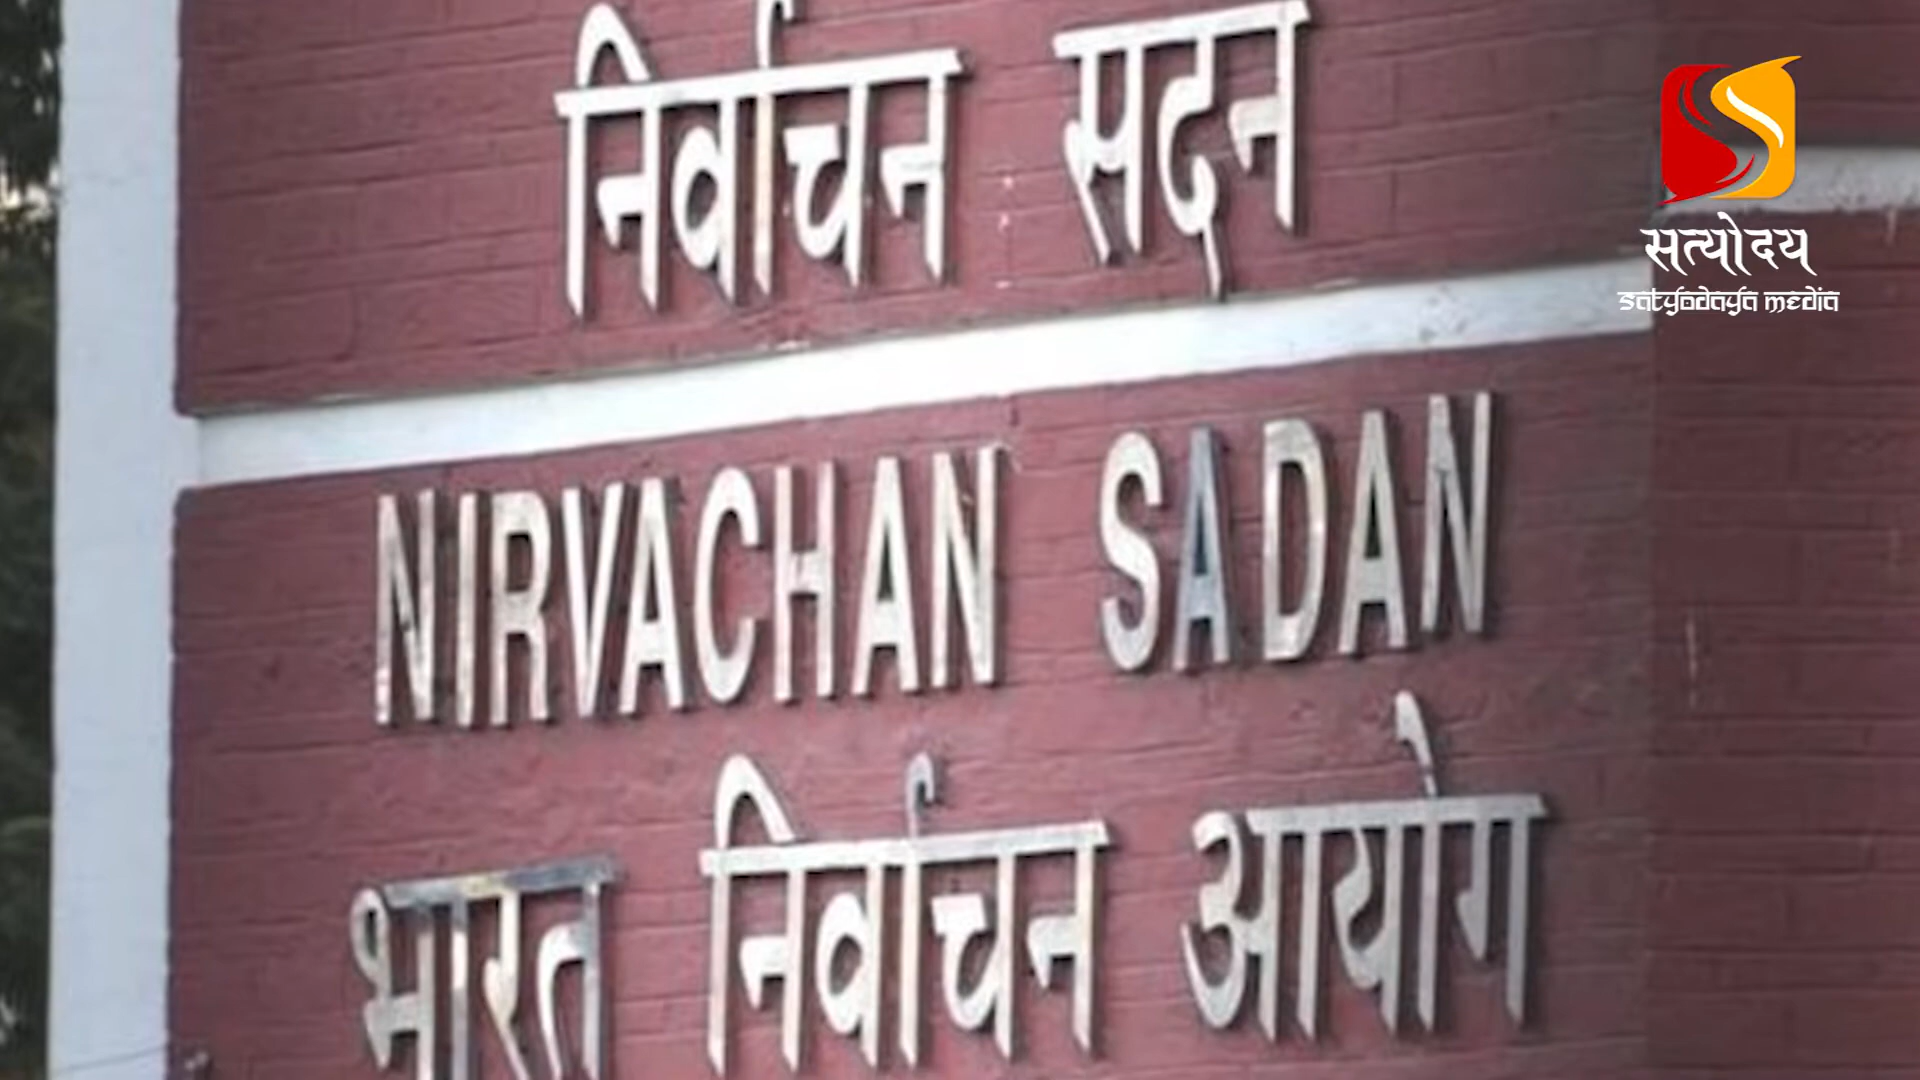 निर्वाचन सदन
सत्योदय
satyodaya media
NIRVACHAN SADAN
भारत निर्वाचन आयोग